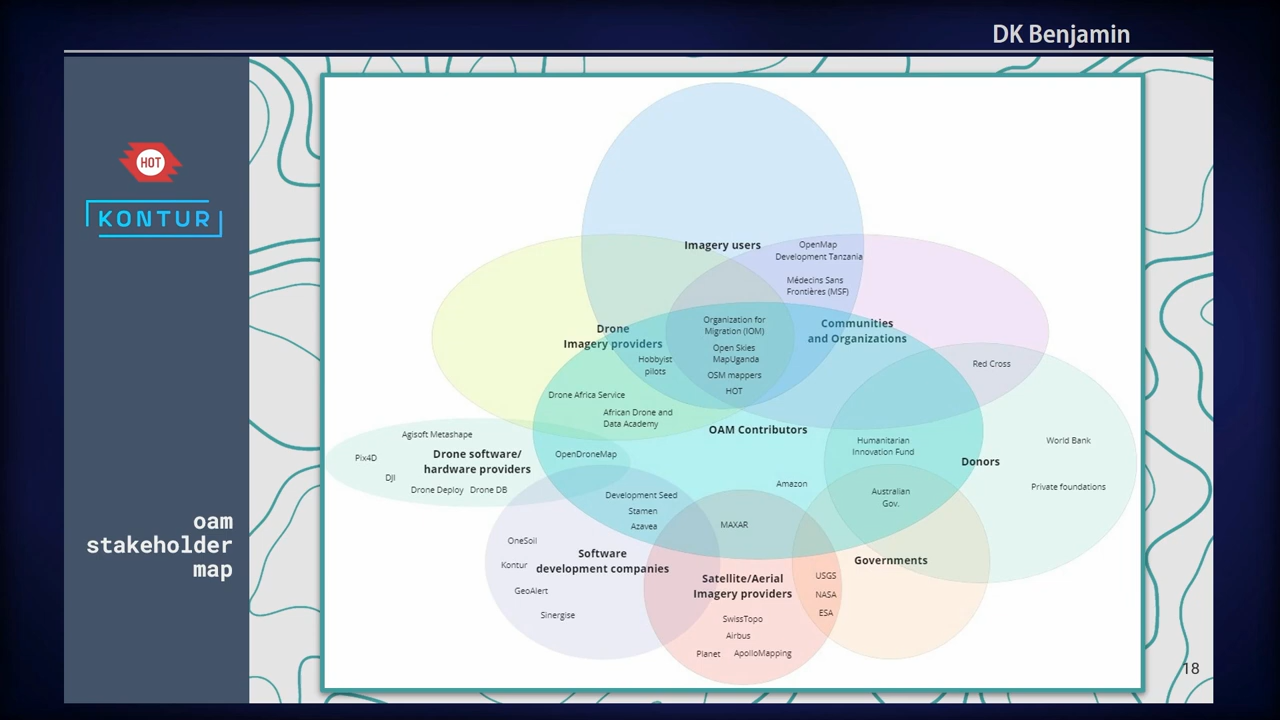 DK Benjamin
HOT
KONTUR
oam
stakeholder
map
Imagery users
OpenMap
Development Tanzania
Médecins Sans
Frontières (MSF)
Drone
Imagery providers
Hobbyist
pilots
Organization for
Migration (IOM)
Open Skies
MapUganda
OSM mappers
HOT
Communities
and Organizations
Red Cross
Drone Africa Service
African Drone and
Data Academy
OAM Contributors
Agisoft Metashape
Pix4D
Drone software/
hardware providers
DJI
Drone Deploy
Drone DB
OpenDroneMap
Humanitarian
Innovation Fund
Donors
World Bank
Private foundations
Amazon
Australian
Gov.
Development Seed
Stamen
Azavea
MAXAR
OneSoil
Kontur
Software
development companies
GeoAlert
Sinergise
Satellite/Aerial
Imagery providers
SwissTopo
Airbus
Planet
ApolloMapping
USGS
NASA
ESA
Governments
18